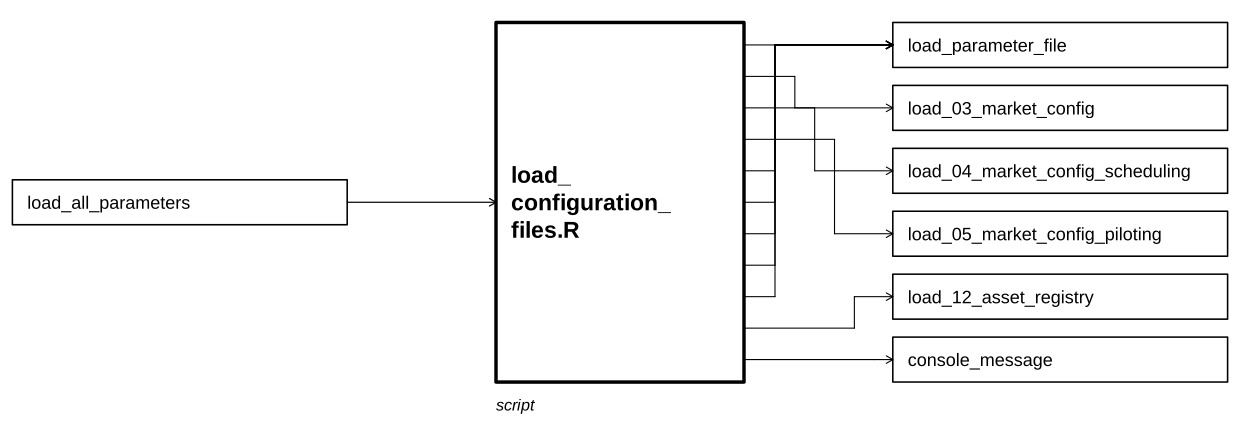 load_all_parameters
load_
configuration_
files.R
script
load_parameter_file
load_03_market_config
load_04_market_config_scheduling
load_05_market_config_piloting
load_12_asset_registry
console_message